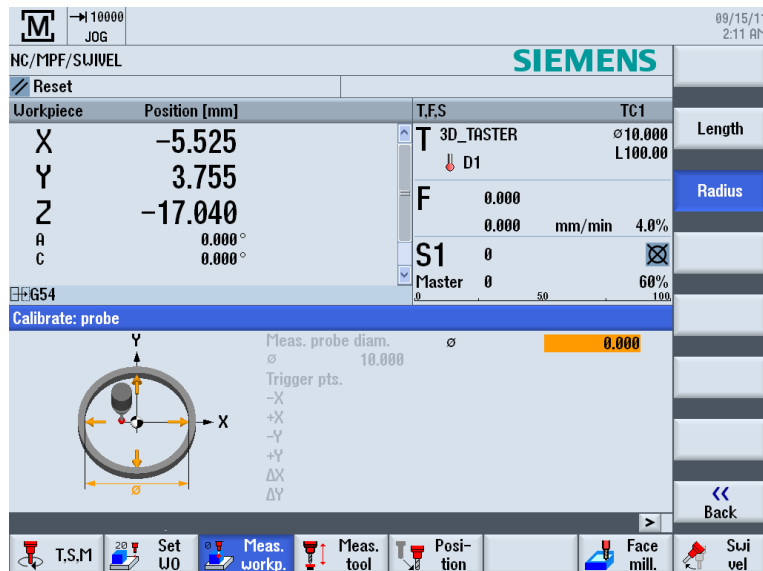 M
10000
JOG
09/15/1
2:11 AM
NC/MPF/SWIVEL
SIEMENS
Reset
Workpiece Position [mm]
T,F,S TC1
X -5.525
Y 3.755
Z -17.040
A 0.000°
C 0.000°
G54
T 3D_TASTER ø10.000
D1 L100.00
F 0.000
0.000 mm/min 4.0%
S1 0
Master 0 60%
0 50 100
Length
Radius
Calibrate: probe
Y
X
ø
Meas. probe diam. ø 0.000
ø 10.000
Trigger pts.
-X
+X
-Y
+Y
ΔX
ΔY
<<
Back
>
T,S,M
20
Set
WO
0
Meas.
workp.
Meas.
tool
Posi-
tion
Face
mill.
Swi
vel